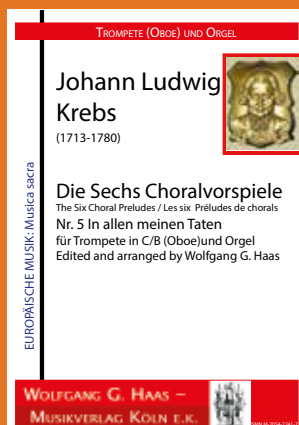 TROMPETE (OBOE) UND ORGEL
Johann Ludwig
Krebs
(1713-1780)
Die Sechs Choralvorspiele
The Six Choral Preludes / Les six Préludes de chorals
Nr. 5 In allen meinen Taten
für Trompete in C/B (Oboe)und Orgel
Edited and arranged by Wolfgang G. Haas
EUROPÄISCHE MUSIK: Musica sacra
WOLFGANG G. HAAS –
MUSIKVERLAG KÖLN E.K.